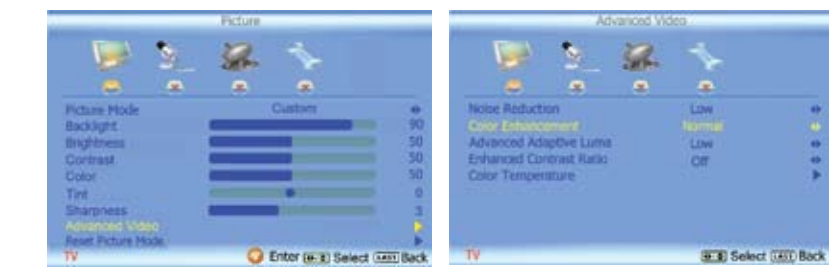 Picture
Picture Mode Custom
Backlight 90
Brightness 50
Contrast 50
Color 50
Tint 0
Sharpness 3
Advanced Video
Reset Picture Mode
TV Enter Select LAST Back
Advanced Video
Noise Reduction Low
Color Enhancement Normal
Advanced Adaptive Luma Low
Enhanced Contrast Ratio Off
Color Temperature
TV Select LAST Back